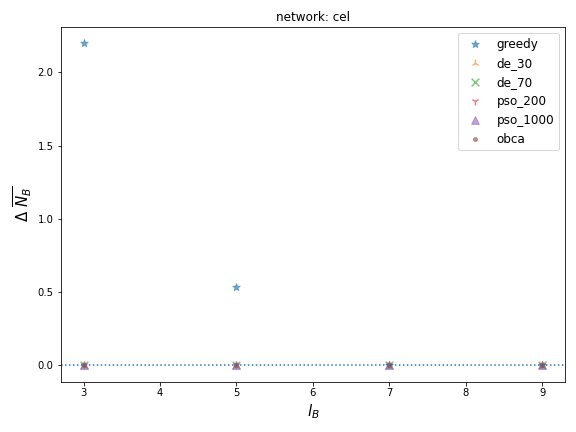 network: cel
greedy
de_30
de_70
pso_200
pso_1000
obca
Δ N̅_B
2.0
1.5
1.0
0.5
0.0
3 4 5 6 7 8 9
l_B